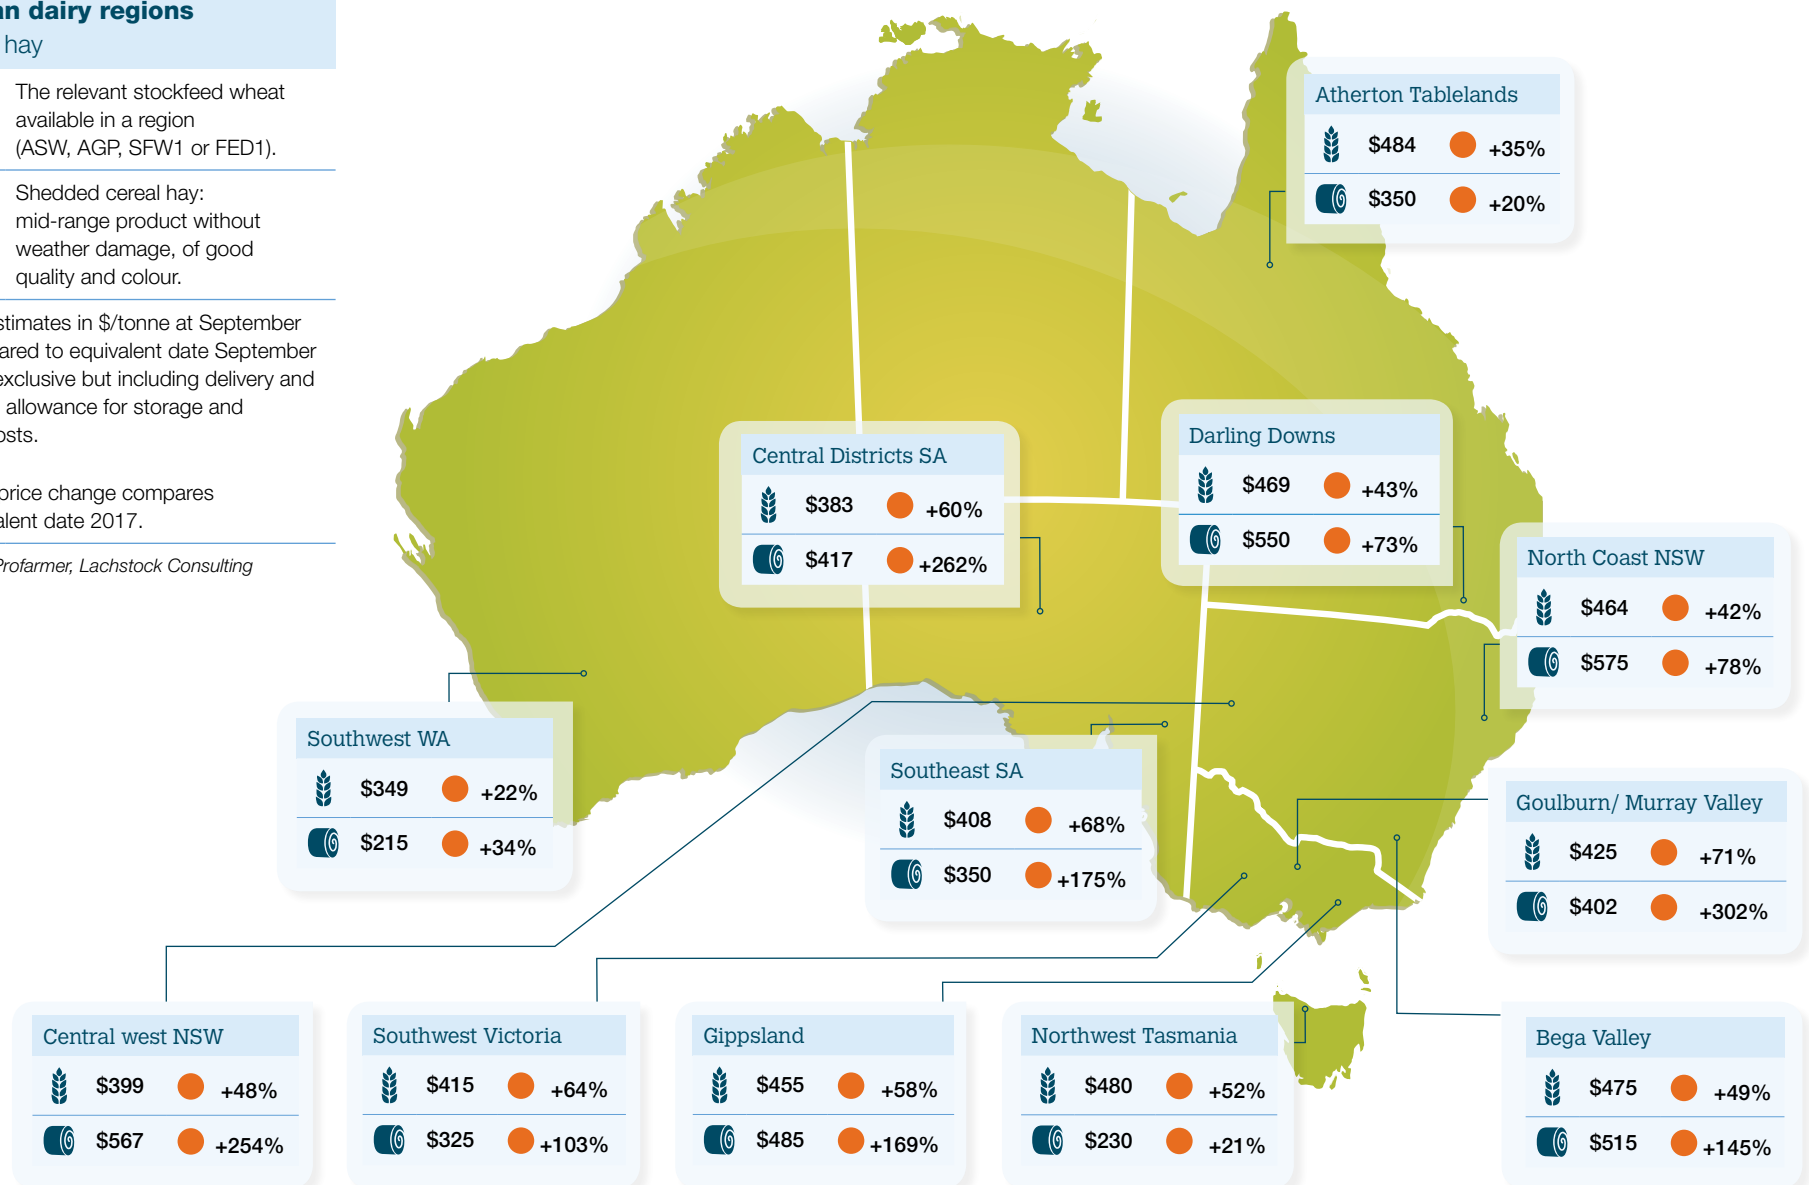 dairy regions
hay
The relevant stockfeed wheat
available in a region
(ASW, AGP, SFW1 or FED1).
Shedded cereal hay:
mid-range product without
weather damage, of good
quality and colour.
in $/tonne at September
to equivalent date September
exclusive but including delivery and
allowance for storage and
price change compares
date 2017.
Profarmer, Lachstock Consulting
Atherton Tablelands
$484 +35%
$350 +20%
Central Districts SA
$383 +60%
$417 +262%
Darling Downs
$469 +43%
$550 +73%
North Coast NSW
$464 +42%
$575 +78%
Southwest WA
$349 +22%
$215 +34%
Southeast SA
$408 +68%
$350 +175%
Goulburn/ Murray Valley
$425 +71%
$402 +302%
Central west NSW
$399 +48%
$567 +254%
Southwest Victoria
$415 +64%
$325 +103%
Gippsland
$455 +58%
$485 +169%
Northwest Tasmania
$480 +52%
$230 +21%
Bega Valley
$475 +49%
$515 +145%